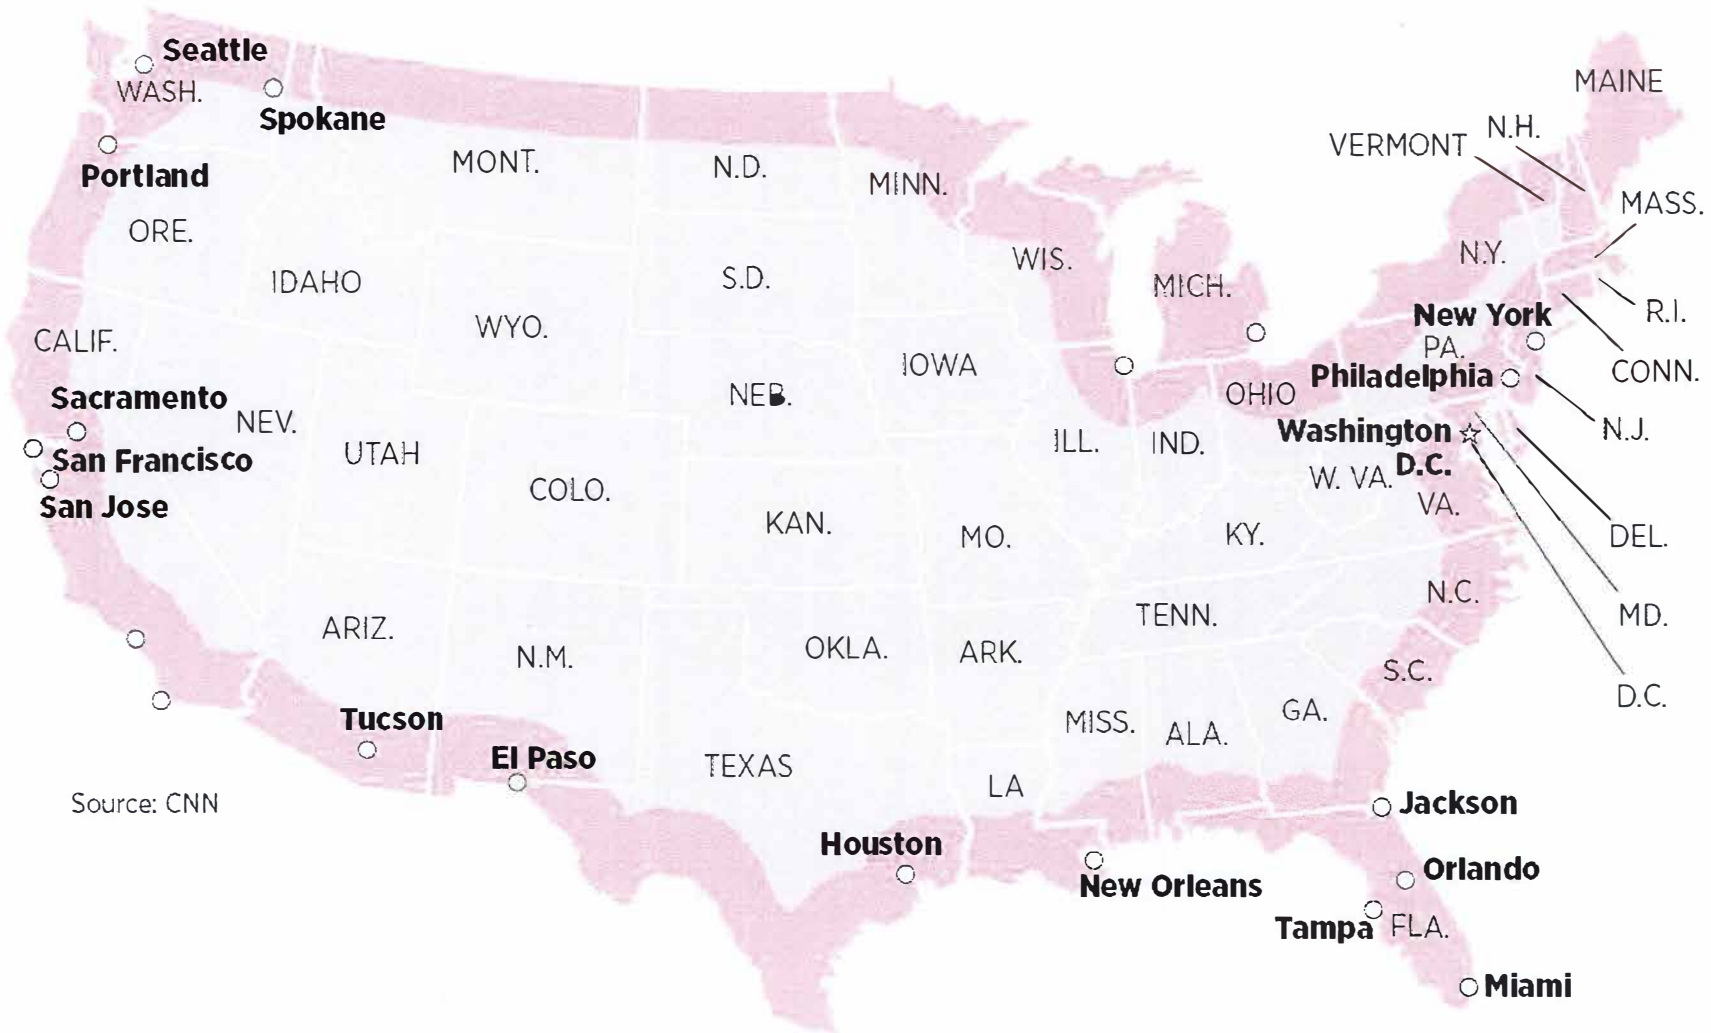 Seattle
WASH.
Spokane
Portland
ORE.
MONT.
IDAHO
WYO.
N.D.
S.D.
MINN.
WIS.
MICH.
MAINE
N.H.
VERMONT
MASS.
N.Y.
R.I.
New York
CONN.
PA.
Philadelphia
N.J.
OHIO
CALIF.
Sacramento
NEV.
San Francisco
San Jose
UTAH
COLO.
NEB.
IOWA
ILL.
IND.
Washington
D.C.
W. VA.
VA.
DEL.
KAN.
MO.
KY.
MD.
N.C.
TENN.
D.C.
S.C.
ARIZ.
N.M.
OKLA.
ARK.
MISS.
ALA.
GA.
Tucson
El Paso
TEXAS
LA
Source: CNN
Houston
New Orleans
Jackson
Orlando
Tampa
FLA.
Miami